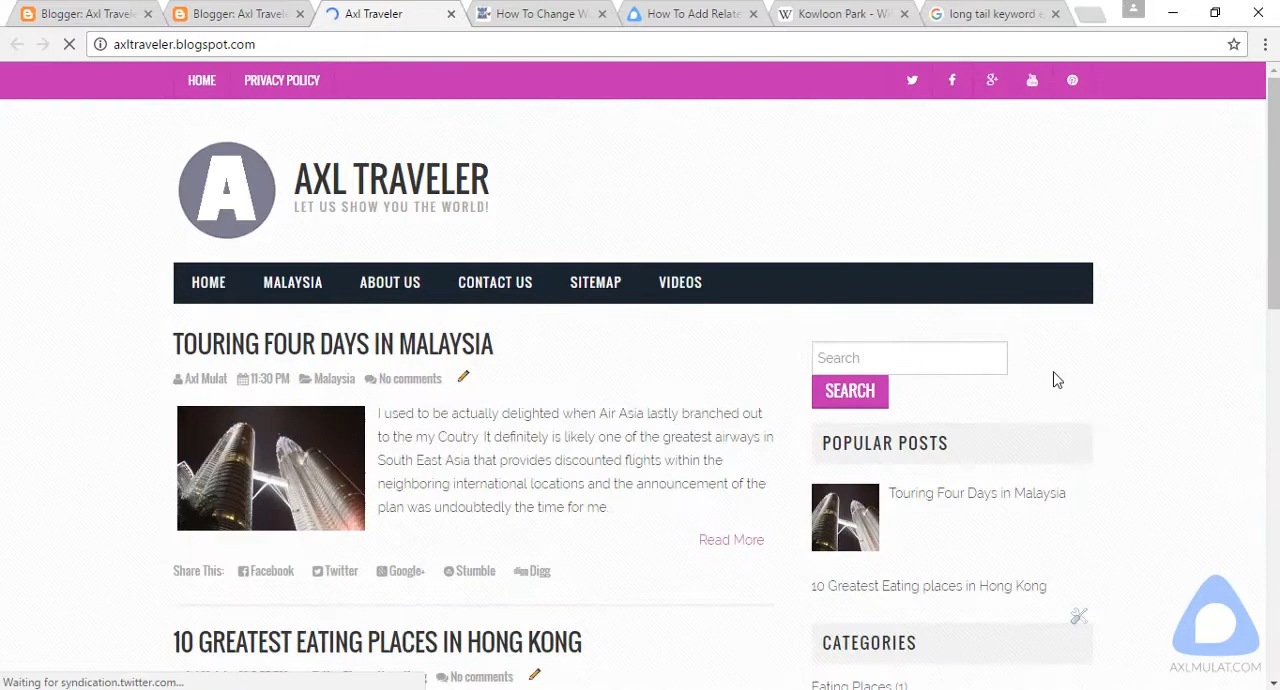 Blogger: Axl Travele
Blogger: Axl Travele
Axl Traveler
How To Change W
How To Add Relate
Kowloon Park - Wi
long tail keyword e
axltraveler.blogspot.com
HOME PRIVACY POLICY
A
AXL TRAVELER
LET US SHOW YOU THE WORLD!
HOME MALAYSIA ABOUT US CONTACT US SITEMAP VIDEOS
TOURING FOUR DAYS IN MALAYSIA
Axl Mulat 11:30 PM Malaysia No comments
I used to be actually delighted when Air Asia lastly branched out
to the my Coutry. It definitely is likely one of the greatest airways in
South East Asia that provides discounted flights within the
neighboring international locations and the announcement of the
plan was undoubtedly the time for me.
Read More
Share This: Facebook Twitter Google+ Stumble Digg
10 GREATEST EATING PLACES IN HONG KONG
No comments
Search
SEARCH
POPULAR POSTS
Touring Four Days in Malaysia
10 Greatest Eating places in Hong Kong
CATEGORIES
Eating Places (1)
Waiting for syndication.twitter.com...
AXLMULAT.COM